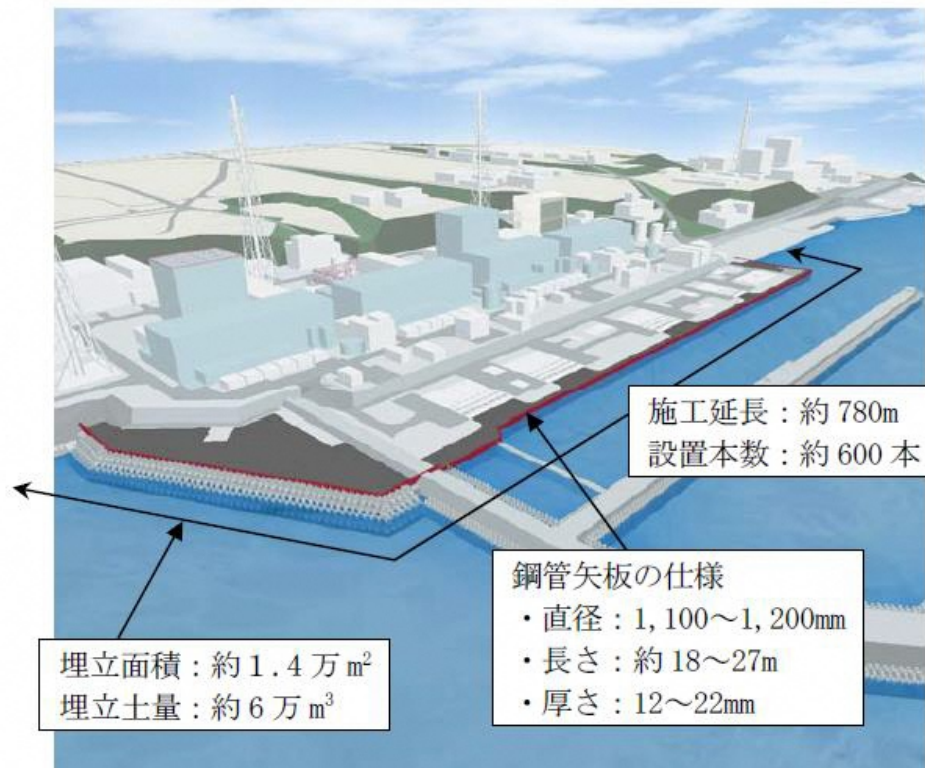 施工延長：約 780m
設置本数：約 600 本
鋼管矢板の仕様
・直径：1,100～1,200mm
・長さ：約 18～27m
・厚さ：12～22mm
埋立面積：約 1.4 万 m²
埋立土量：約 6 万 m³